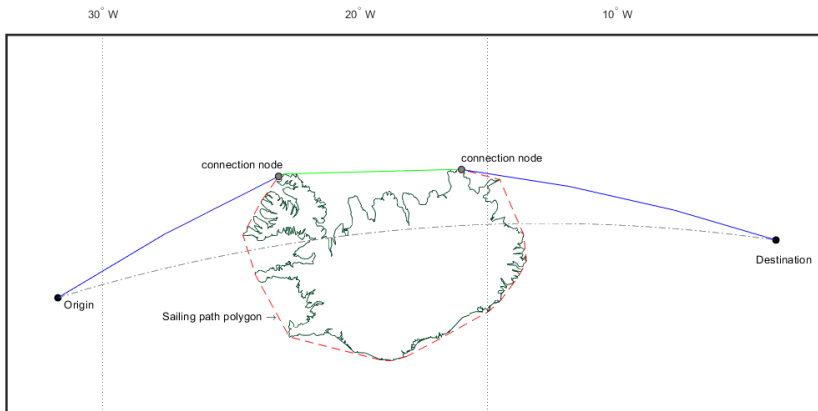 30° W
20° W
10° W
connection node
connection node
Origin
Destination
Sailing path polygon →